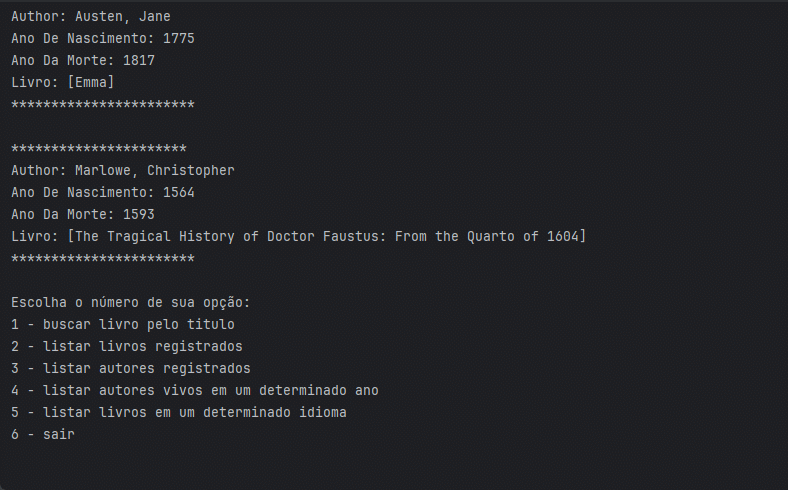 Author: Austen, Jane
Ano De Nascimento: 1775
Ano Da Morte: 1817
Livro: [Emma]
***********************

**********************
Author: Marlowe, Christopher
Ano De Nascimento: 1564
Ano Da Morte: 1593
Livro: [The Tragical History of Doctor Faustus: From the Quarto of 1604]
***********************

Escolha o número de sua opção:
1 - buscar livro pelo titulo
2 - listar livros registrados
3 - listar autores registrados
4 - listar autores vivos em um determinado ano
5 - listar livros em um determinado idioma
6 - sair